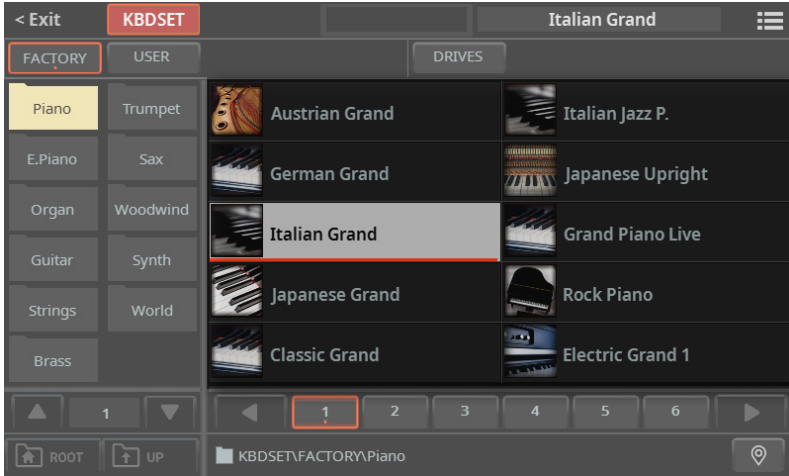 < Exit KBDSET Italian Grand
FACTORY USER DRIVES
Piano Trumpet
E.Piano Sax
Organ Woodwind
Guitar Synth
Strings World
Brass
Austrian Grand Italian Jazz P.
German Grand Japanese Upright
Italian Grand Grand Piano Live
Japanese Grand Rock Piano
Classic Grand Electric Grand 1
1 1 2 3 4 5 6
ROOT UP KBDSET\FACTORY\Piano